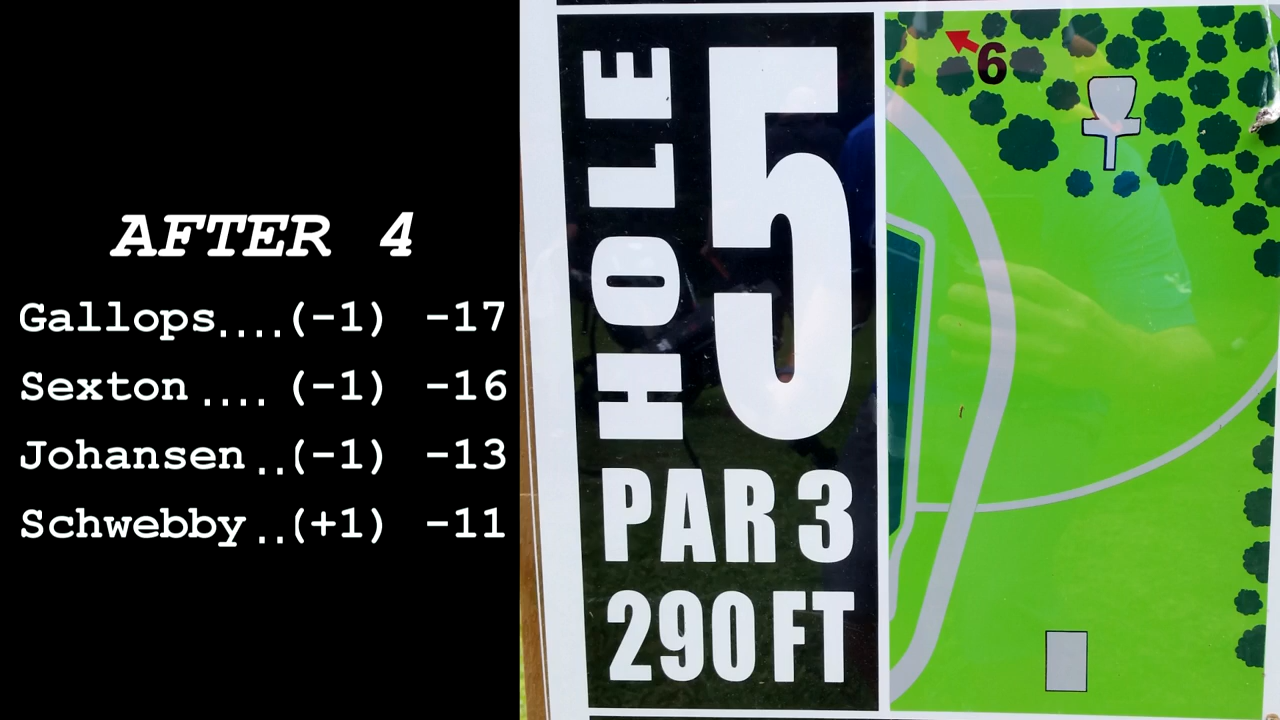 AFTER 4
Gallops....(-1) -17
Sexton .... (-1) -16
Johansen ..(-1) -13
Schwebby ..(+1) -11
HOLE 5
PAR 3
290 FT
6